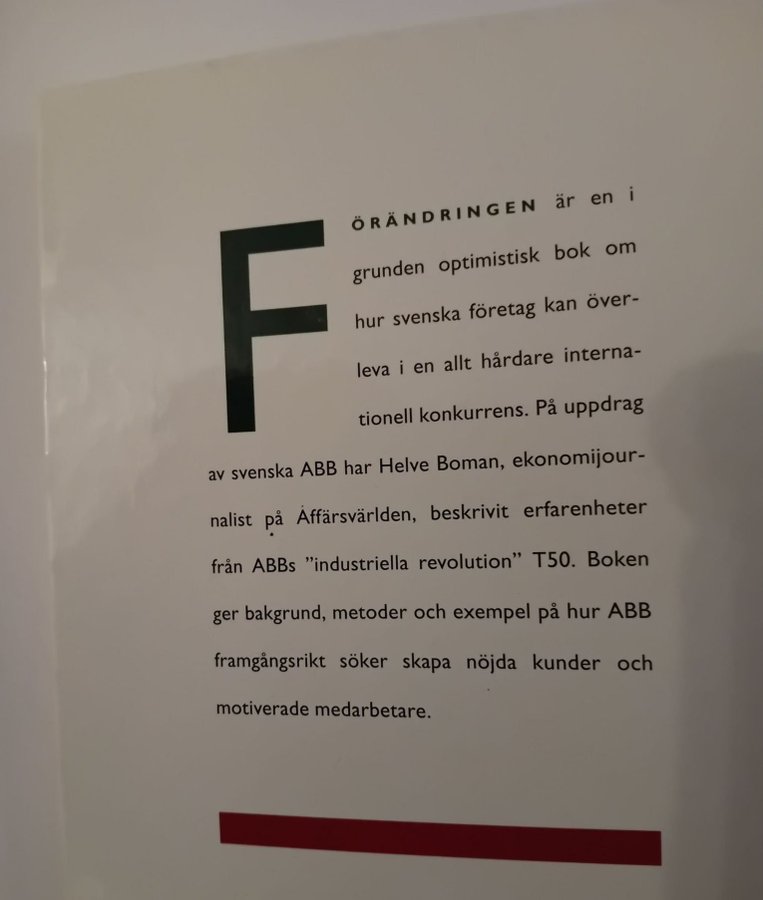 FÖRÄNDRINGEN är en i
grunden optimistisk bok om
hur svenska företag kan över-
leva i en allt hårdare interna-
tionell konkurrens. På uppdrag
av svenska ABB har Helve Boman, ekonomijour-
nalist på Affärsvärlden, beskrivit erfarenheter
från ABBs ”industriella revolution” T50. Boken
ger bakgrund, metoder och exempel på hur ABB
framgångsrikt söker skapa nöjda kunder och
motiverade medarbetare.